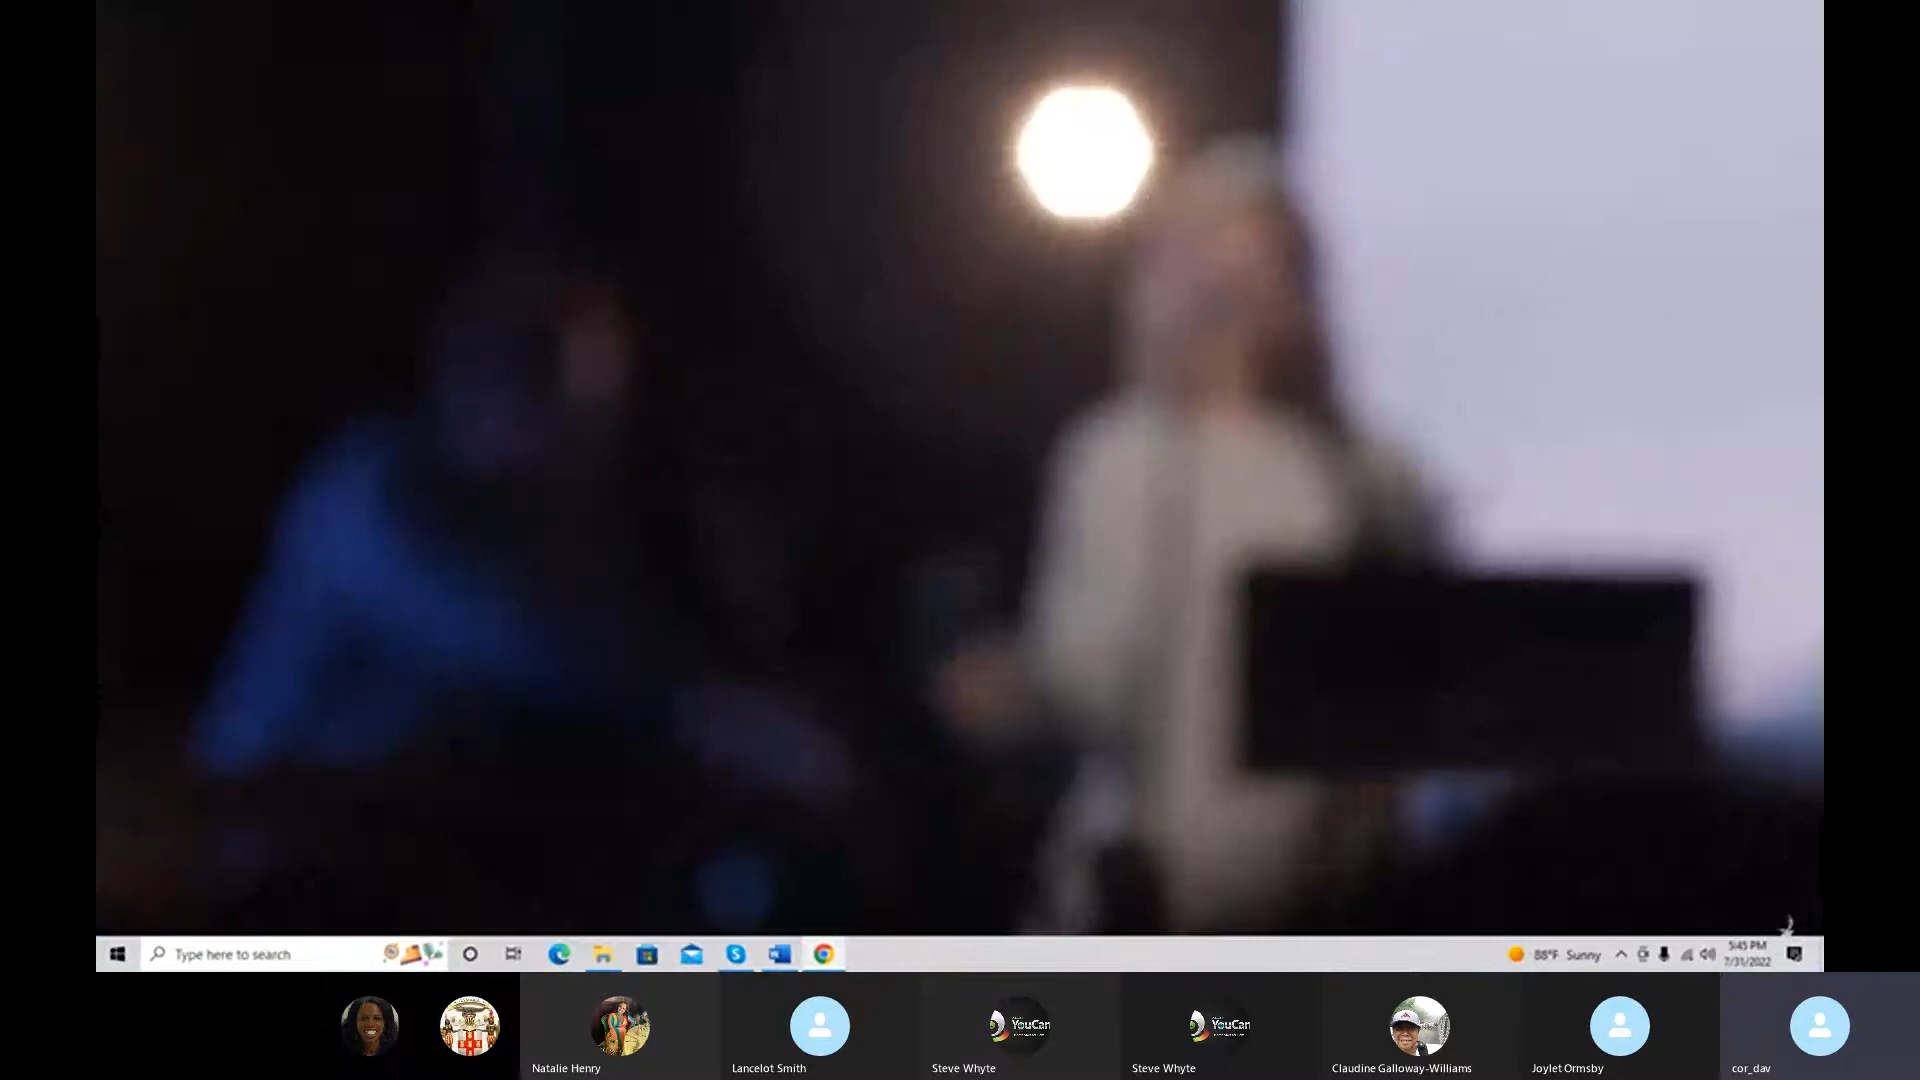 Type here to search
88°F Sunny
5:45 PM
7/31/2022
YouCan
YouCan
Natalie Henry
Lancelot Smith
Steve Whyte
Steve Whyte
Claudine Galloway-Williams
Joylet Ormsby
cor_dav